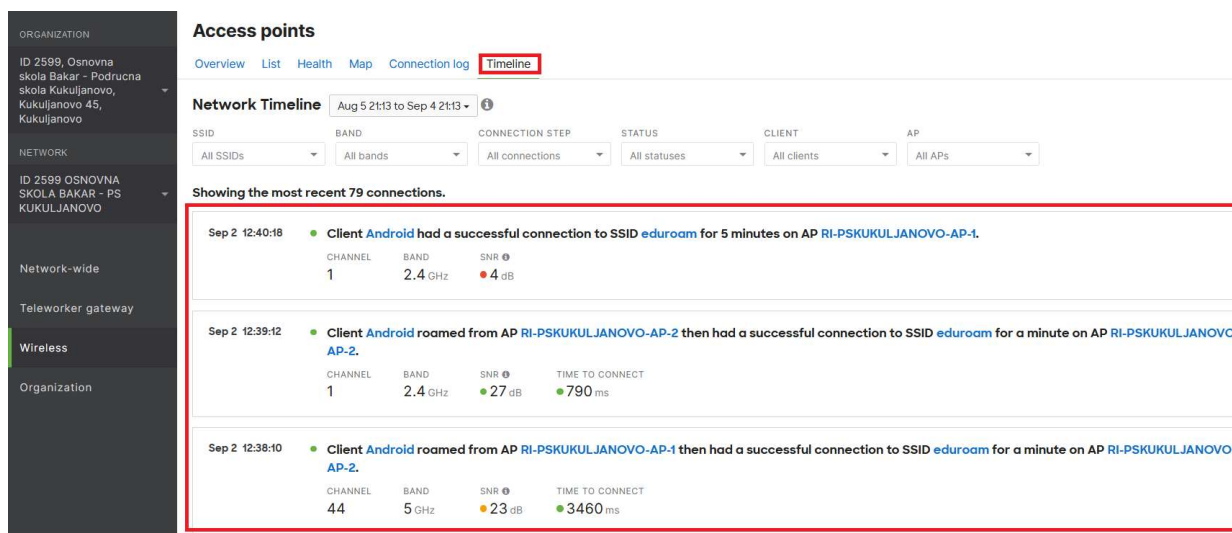 ORGANIZATION
ID 2599, Osnovna
skola Bakar - Podrucna
skola Kukuljanovo,
Kukuljanovo 45,
Kukuljanovo
NETWORK
ID 2599 OSNOVNA
SKOLA BAKAR - PS
KUKULJANOVO
Network-wide
Teleworker gateway
Wireless
Organization
Access points
Overview List Health Map Connection log Timeline
Network Timeline Aug 5 21:13 to Sep 4 21:13
SSID BAND CONNECTION STEP STATUS CLIENT AP
All SSIDs All bands All connections All statuses All clients All APs
Showing the most recent 79 connections.
Sep 2 12:40:18 Client Android had a successful connection to SSID eduroam for 5 minutes on AP RI-PSKUKULJANOVO-AP-1.
CHANNEL BAND SNR
1 2.4 GHz 4 dB
Sep 2 12:39:12 Client Android roamed from AP RI-PSKUKULJANOVO-AP-2 then had a successful connection to SSID eduroam for a minute on AP RI-PSKUKULJANOVO
AP-2.
CHANNEL BAND SNR TIME TO CONNECT
1 2.4 GHz 27 dB 790 ms
Sep 2 12:38:10 Client Android roamed from AP RI-PSKUKULJANOVO-AP-1 then had a successful connection to SSID eduroam for a minute on AP RI-PSKUKULJANOVO
AP-2.
CHANNEL BAND SNR TIME TO CONNECT
44 5 GHz 23 dB 3460 ms